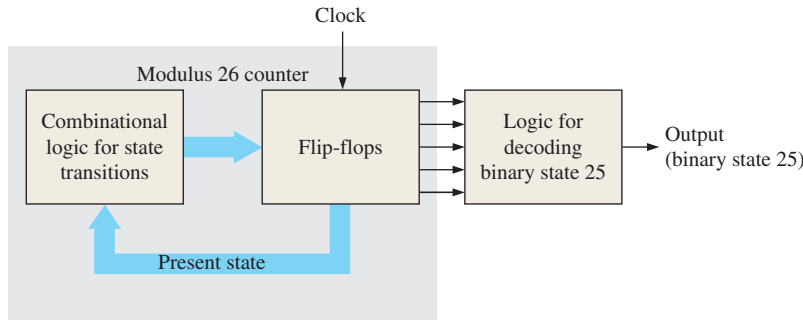 Clock
Modulus 26 counter
Combinational
logic for state
transitions
Flip-flops
Logic for
decoding
binary state 25
Output
(binary state 25)
Present state